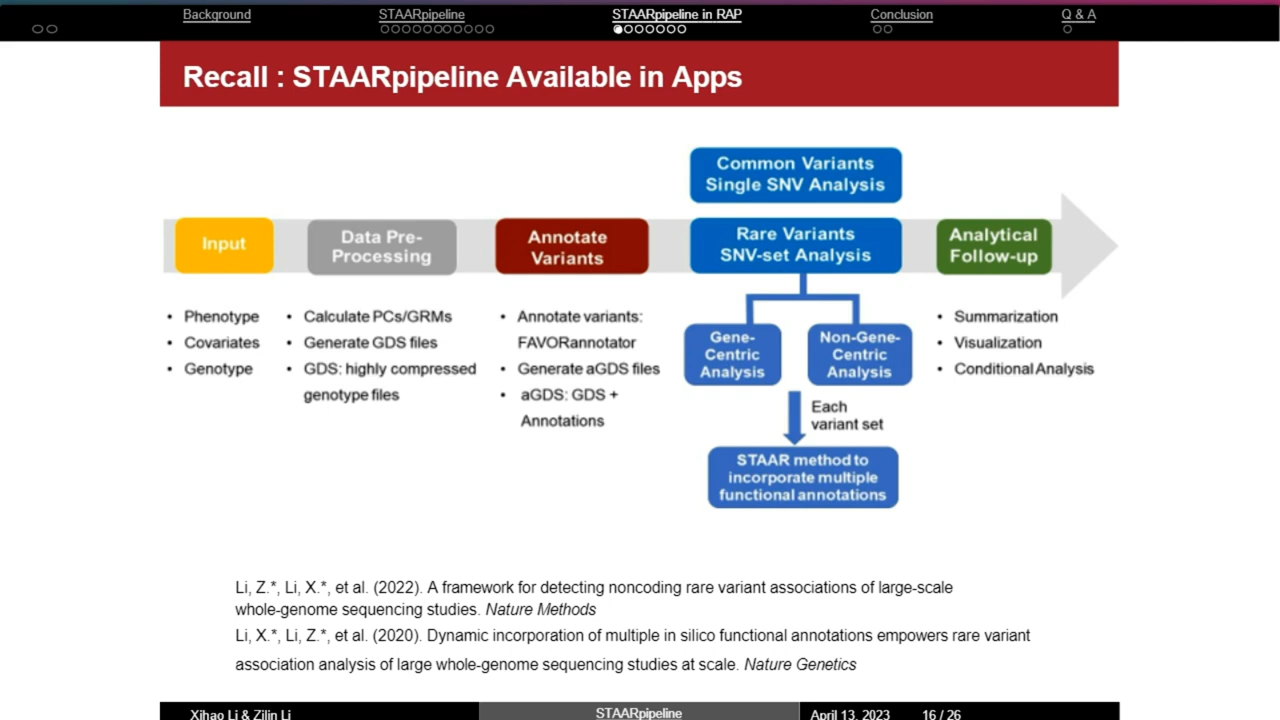 Background
STAARpipeline
STAARpipeline in RAP
Conclusion
Q & A
Recall : STAARpipeline Available in Apps
Common Variants
Single SNV Analysis
Input
Data Pre-
Processing
Annotate
Variants
Rare Variants
SNV-set Analysis
Analytical
Follow-up
• Phenotype
• Covariates
• Genotype
• Calculate PCs/GRMs
• Generate GDS files
• GDS: highly compressed
genotype files
• Annotate variants:
FAVORannotator
• Generate aGDS files
• aGDS: GDS +
Annotations
Gene-
Centric
Analysis
Non-Gene-
Centric
Analysis
Each
variant set
STAAR method to
incorporate multiple
functional annotations
• Summarization
• Visualization
• Conditional Analysis
Li, Z.*, Li, X.*, et al. (2022). A framework for detecting noncoding rare variant associations of large-scale
whole-genome sequencing studies. Nature Methods
Li, X.*, Li, Z.*, et al. (2020). Dynamic incorporation of multiple in silico functional annotations empowers rare variant
association analysis of large whole-genome sequencing studies at scale. Nature Genetics
Xihao Li & Zilin Li
STAARpipeline
April 13, 2023
16 / 26